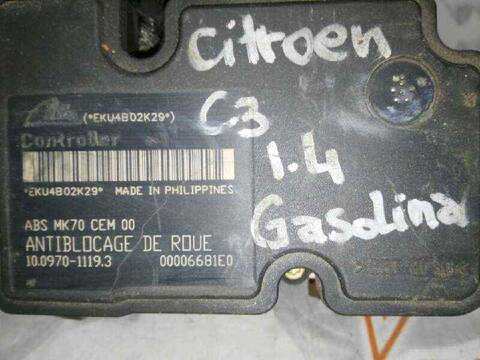 Citroen
C3
1.4
Gasolina
(*EKU4B02K29*)
Controller
*EKU4B02K29* MADE IN PHILIPPINES
ABS MK70 CEM 00
ANTIBLOCAGE DE ROUE
10.0970-1119.3 00006681E0